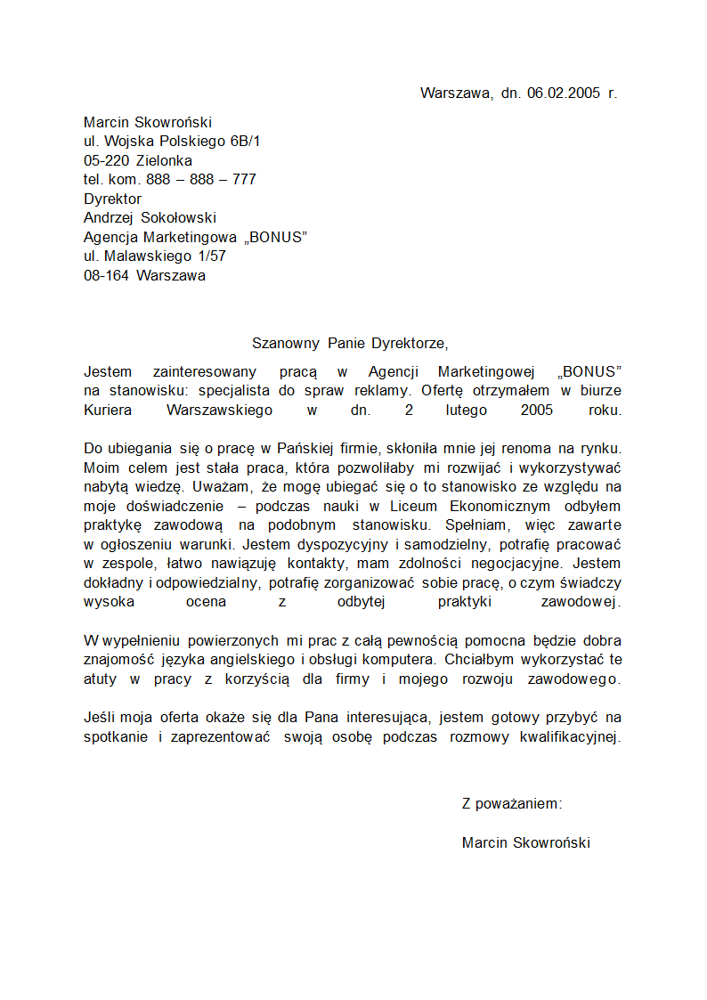 Warszawa, dn. 06.02.2005 r.
Marcin Skowroński
ul. Wojska Polskiego 6B/1
05-220 Zielonka
tel. kom. 888 – 888 – 777
Dyrektor
Andrzej Sokołowski
Agencja Marketingowa „BONUS”
ul. Malawskiego 1/57
08-164 Warszawa
Szanowny Panie Dyrektorze,
Jestem zainteresowany pracą w Agencji Marketingowej „BONUS”
na stanowisku: specjalista do spraw reklamy. Ofertę otrzymałem w biurze
Kuriera Warszawskiego w dn. 2 lutego 2005 roku.
Do ubiegania się o pracę w Pańskiej firmie, skłoniła mnie jej renoma na rynku.
Moim celem jest stała praca, która pozwoliłaby mi rozwijać i wykorzystywać
nabytą wiedzę. Uważam, że mogę ubiegać się o to stanowisko ze względu na
moje doświadczenie – podczas nauki w Liceum Ekonomicznym odbyłem
praktykę zawodową na podobnym stanowisku. Spełniam, więc zawarte
w ogłoszeniu warunki. Jestem dyspozycyjny i samodzielny, potrafię pracować
w zespole, łatwo nawiązuję kontakty, mam zdolności negocjacyjne. Jestem
dokładny i odpowiedzialny, potrafię zorganizować sobie pracę, o czym świadczy
wysoka ocena z odbytej praktyki zawodowej.
W wypełnieniu powierzonych mi prac z całą pewnością pomocna będzie dobra
znajomość języka angielskiego i obsługi komputera. Chciałbym wykorzystać te
atuty w pracy z korzyścią dla firmy i mojego rozwoju zawodowego.
Jeśli moja oferta okaże się dla Pana interesująca, jestem gotowy przybyć na
spotkanie i zaprezentować swoją osobę podczas rozmowy kwalifikacyjnej.
Z poważaniem:
Marcin Skowroński